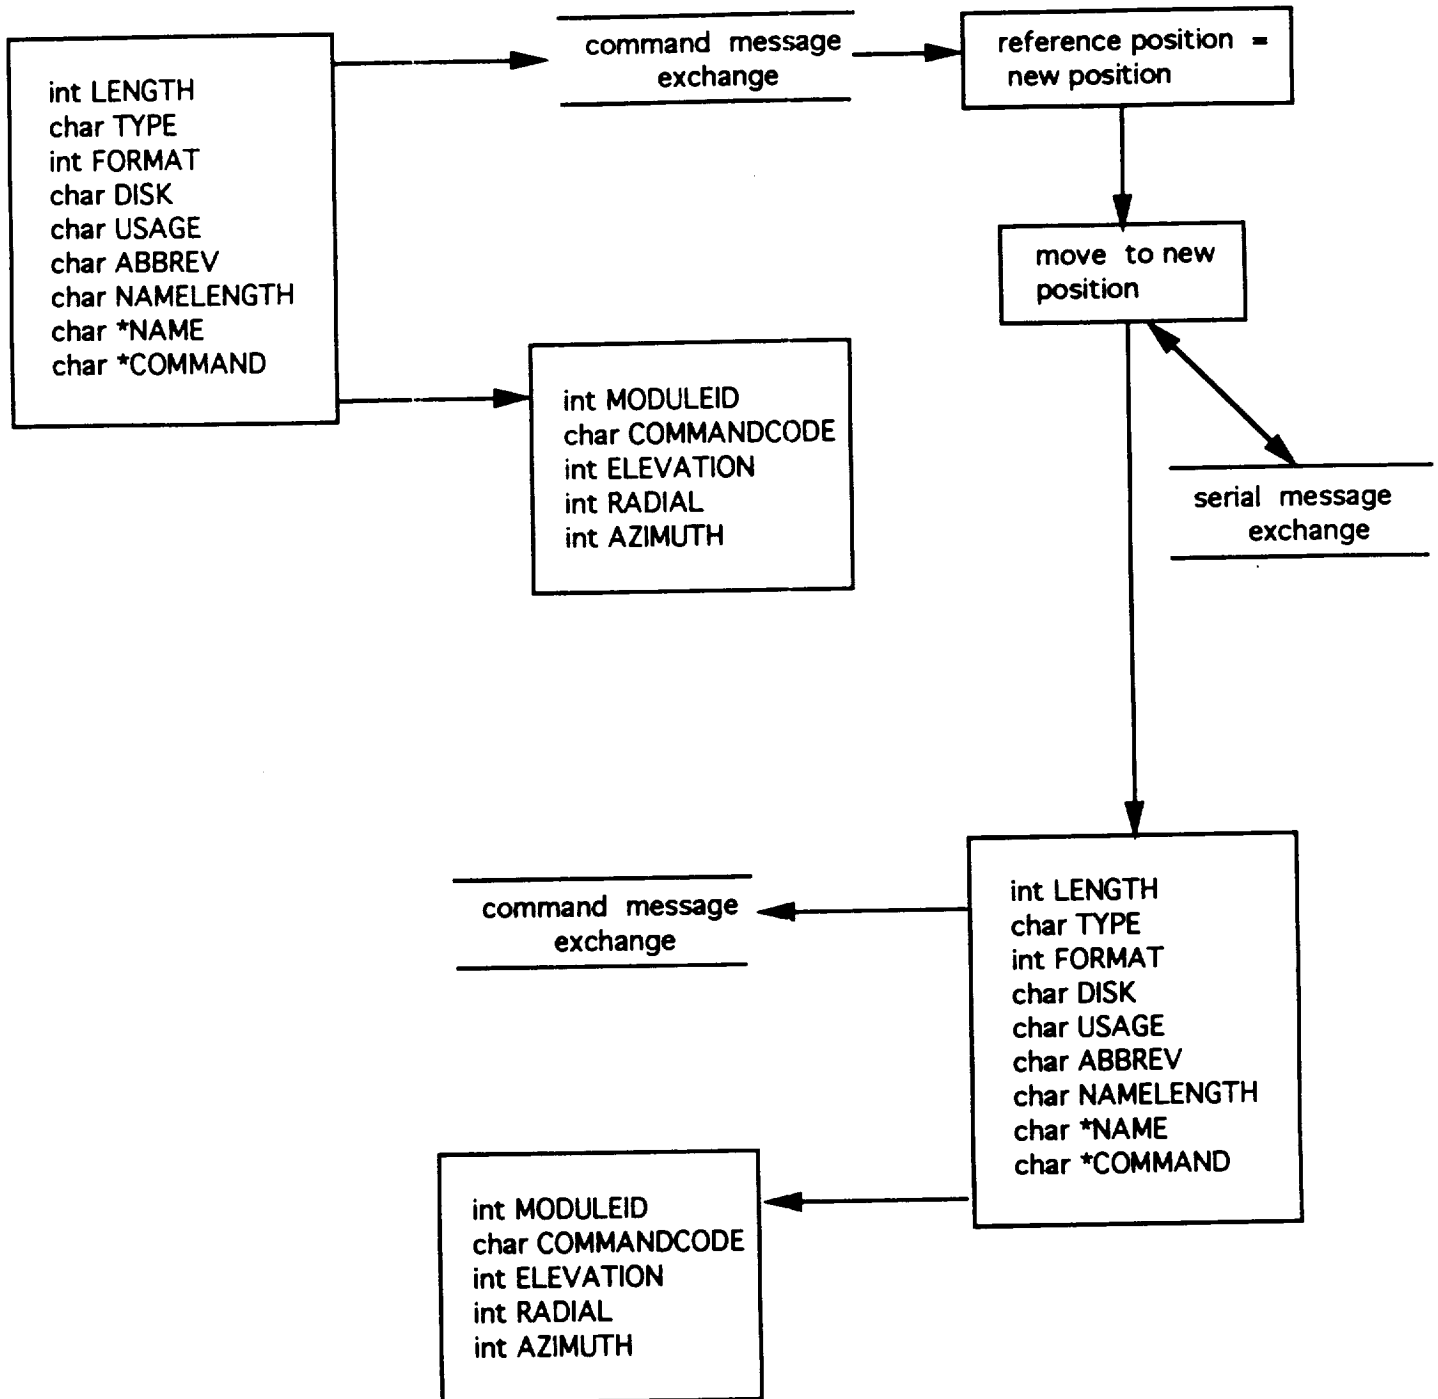 int LENGTH
char TYPE
int FORMAT
char DISK
char USAGE
char ABBREV
char NAMELENGTH
char *NAME
char *COMMAND
command message
exchange
reference position =
new position
move to new
position
int MODULEID
char COMMANDCODE
int ELEVATION
int RADIAL
int AZIMUTH
serial message
exchange
command message
exchange
int LENGTH
char TYPE
int FORMAT
char DISK
char USAGE
char ABBREV
char NAMELENGTH
char *NAME
char *COMMAND
int MODULEID
char COMMANDCODE
int ELEVATION
int RADIAL
int AZIMUTH